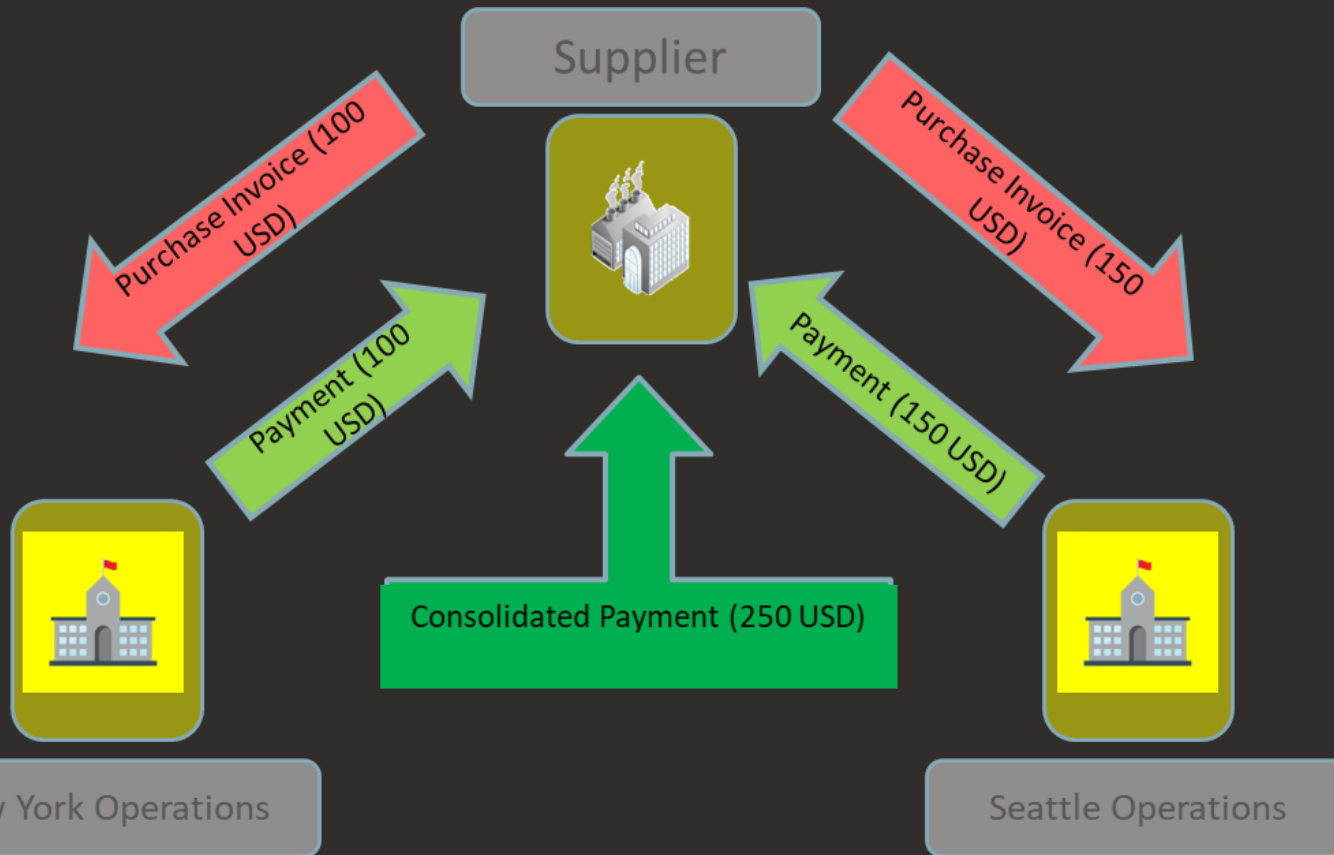 Supplier
Purchase Invoice (100
USD)
Purchase Invoice (150
USD)
Payment (100
USD)
Payment (150 USD)
Consolidated Payment (250 USD)
York Operations
Seattle Operations